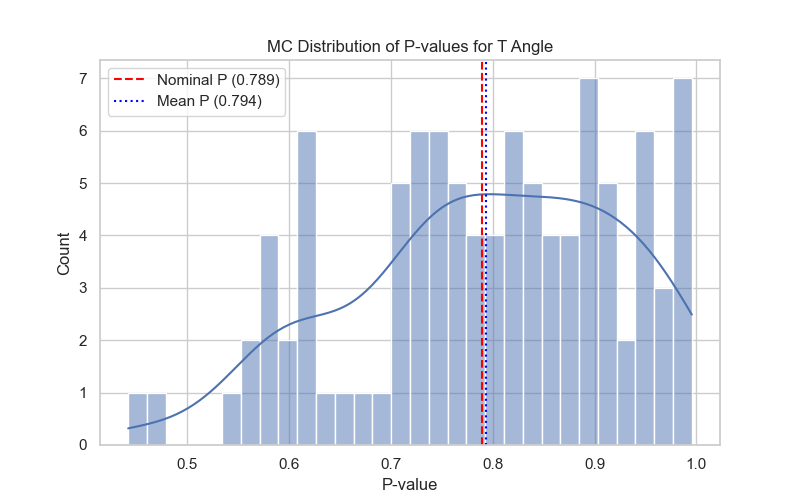 MC Distribution of P-values for T Angle
Nominal P (0.789)
Mean P (0.794)
Count
7
6
5
4
3
2
1
0
0.5 0.6 0.7 0.8 0.9 1.0
P-value